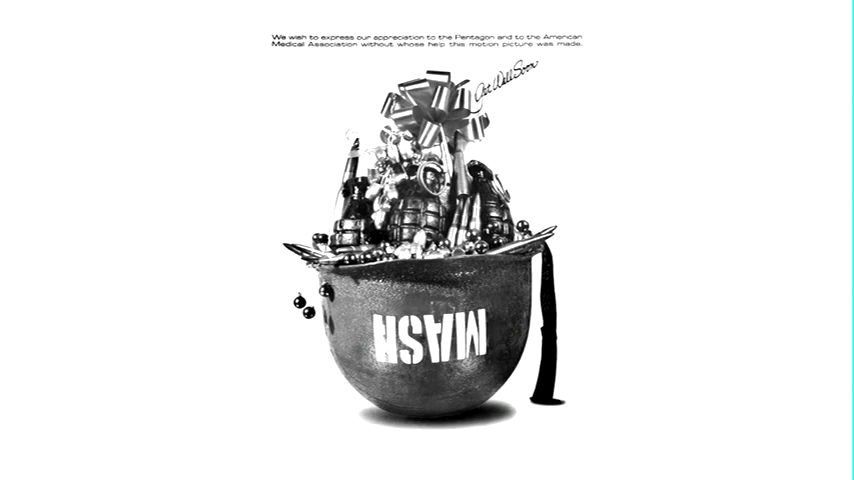 We wish to express our appreciation to the Pentagon and to the American
Medical Association without whose help this motion picture was made.
Get Well Soon
MASH